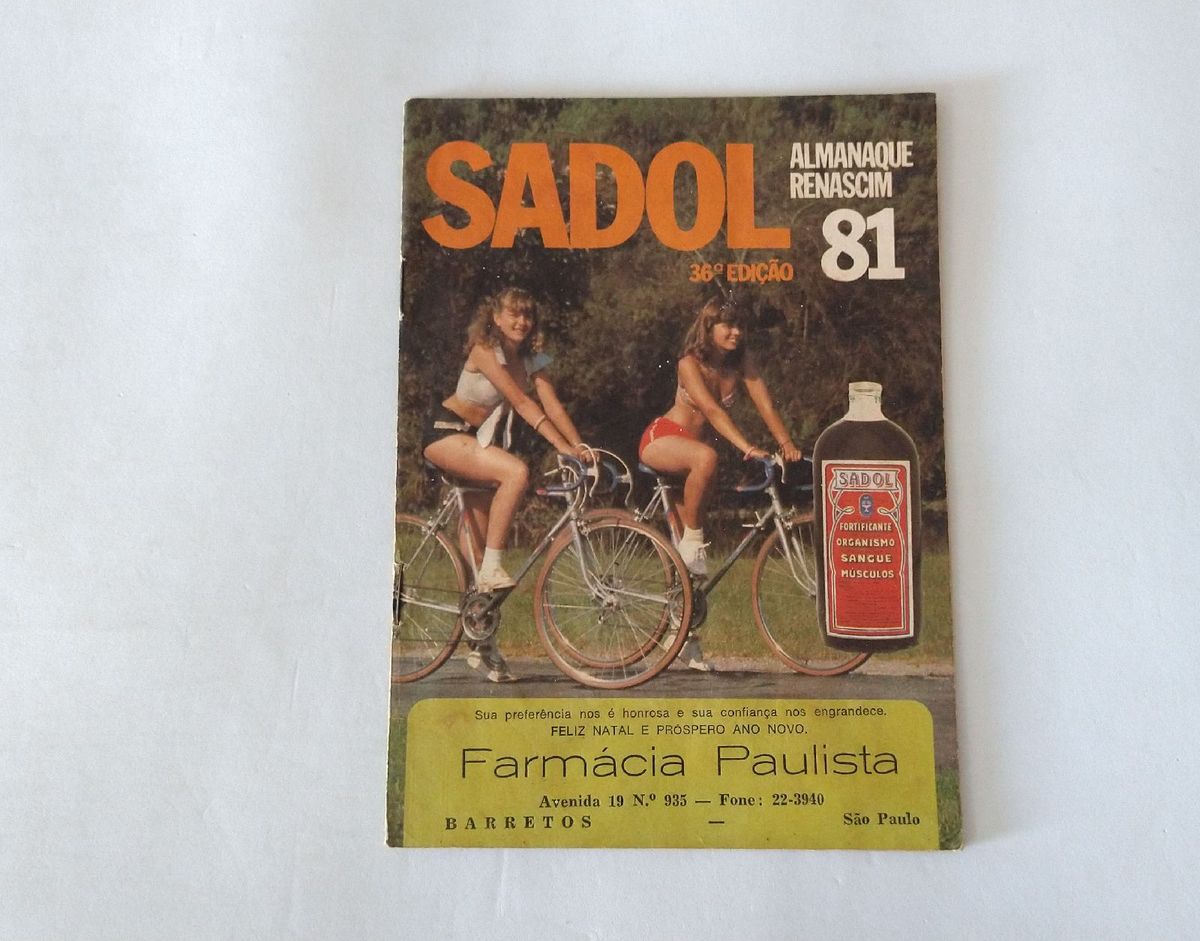 SADOL
ALMANAQUE
RENASCIM
81
36º EDIÇÃO
SADOL
FORTIFICANTE
ORGANISMO
SANGUE
MÚSCULOS
Sua preferência nos é honrosa e sua confiança nos engrandece.
FELIZ NATAL E PRÓSPERO ANO NOVO.
Farmácia Paulista
Avenida 19 N.º 935 — Fone: 22-3940
BARRETOS — São Paulo